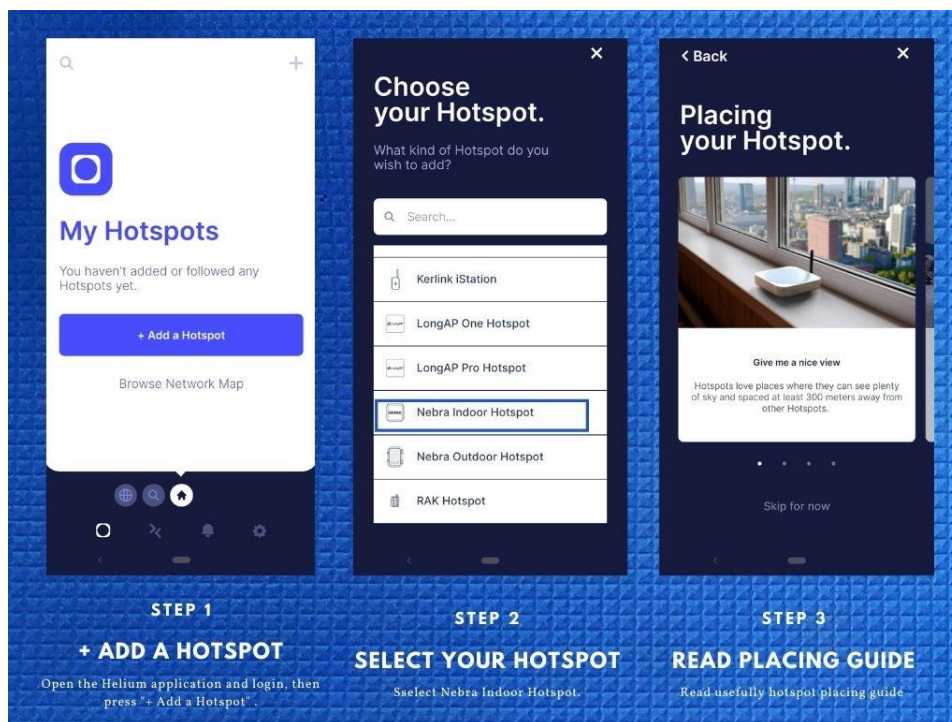 My Hotspots
You haven't added or followed any
Hotspots yet.
+ Add a Hotspot
Browse Network Map
STEP 1
+ ADD A HOTSPOT
Open the Helium application and login, then
press "+ Add a Hotspot" .
Choose
your Hotspot.
What kind of Hotspot do you
wish to add?
Search...
Kerlink iStation
LongAP One Hotspot
LongAP Pro Hotspot
NEBRA
Nebra Indoor Hotspot
Nebra Outdoor Hotspot
RAK Hotspot
STEP 2
SELECT YOUR HOTSPOT
Sselect Nebra Indoor Hotspot.
< Back
Placing
your Hotspot.
Give me a nice view
Hotspots love places where they can see plenty
of sky and spaced at least 300 meters away from
other Hotspots.
Skip for now
STEP 3
READ PLACING GUIDE
Read usefully hotspot placing guide